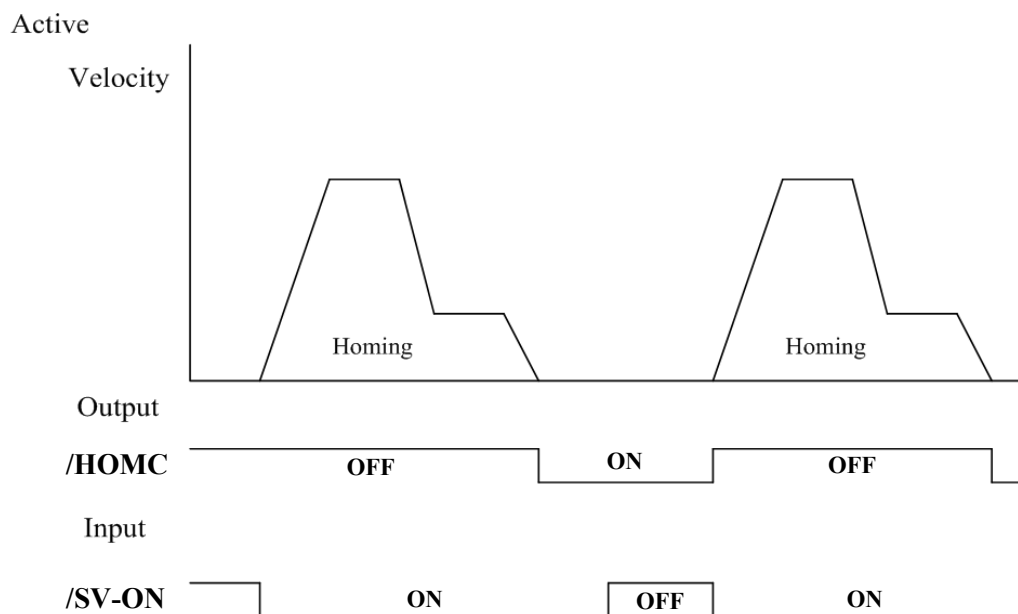 Active
Velocity
Homing Homing
Output
/HOMC OFF ON OFF
Input
/SV-ON ON OFF ON